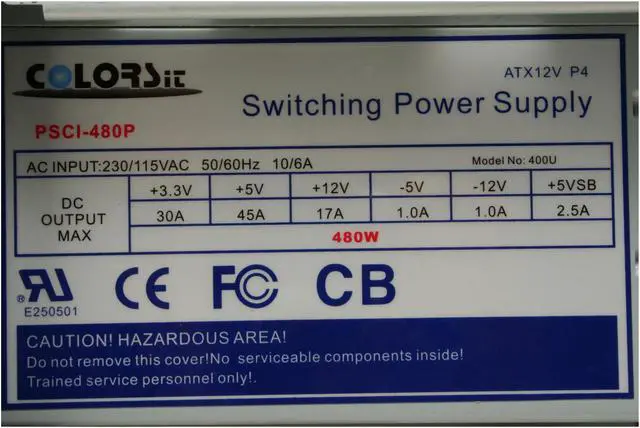 COLORSiT
ATX12V P4
Switching Power Supply
PSCI-480P
AC INPUT:230/115VAC 50/60Hz 10/6A Model No: 400U
DC OUTPUT MAX
+3.3V +5V +12V -5V -12V +5VSB
30A 45A 17A 1.0A 1.0A 2.5A
480W
RU ® CE FC CB
E250501
CAUTION! HAZARDOUS AREA!
Do not remove this cover!No serviceable components inside!
Trained service personnel only!.